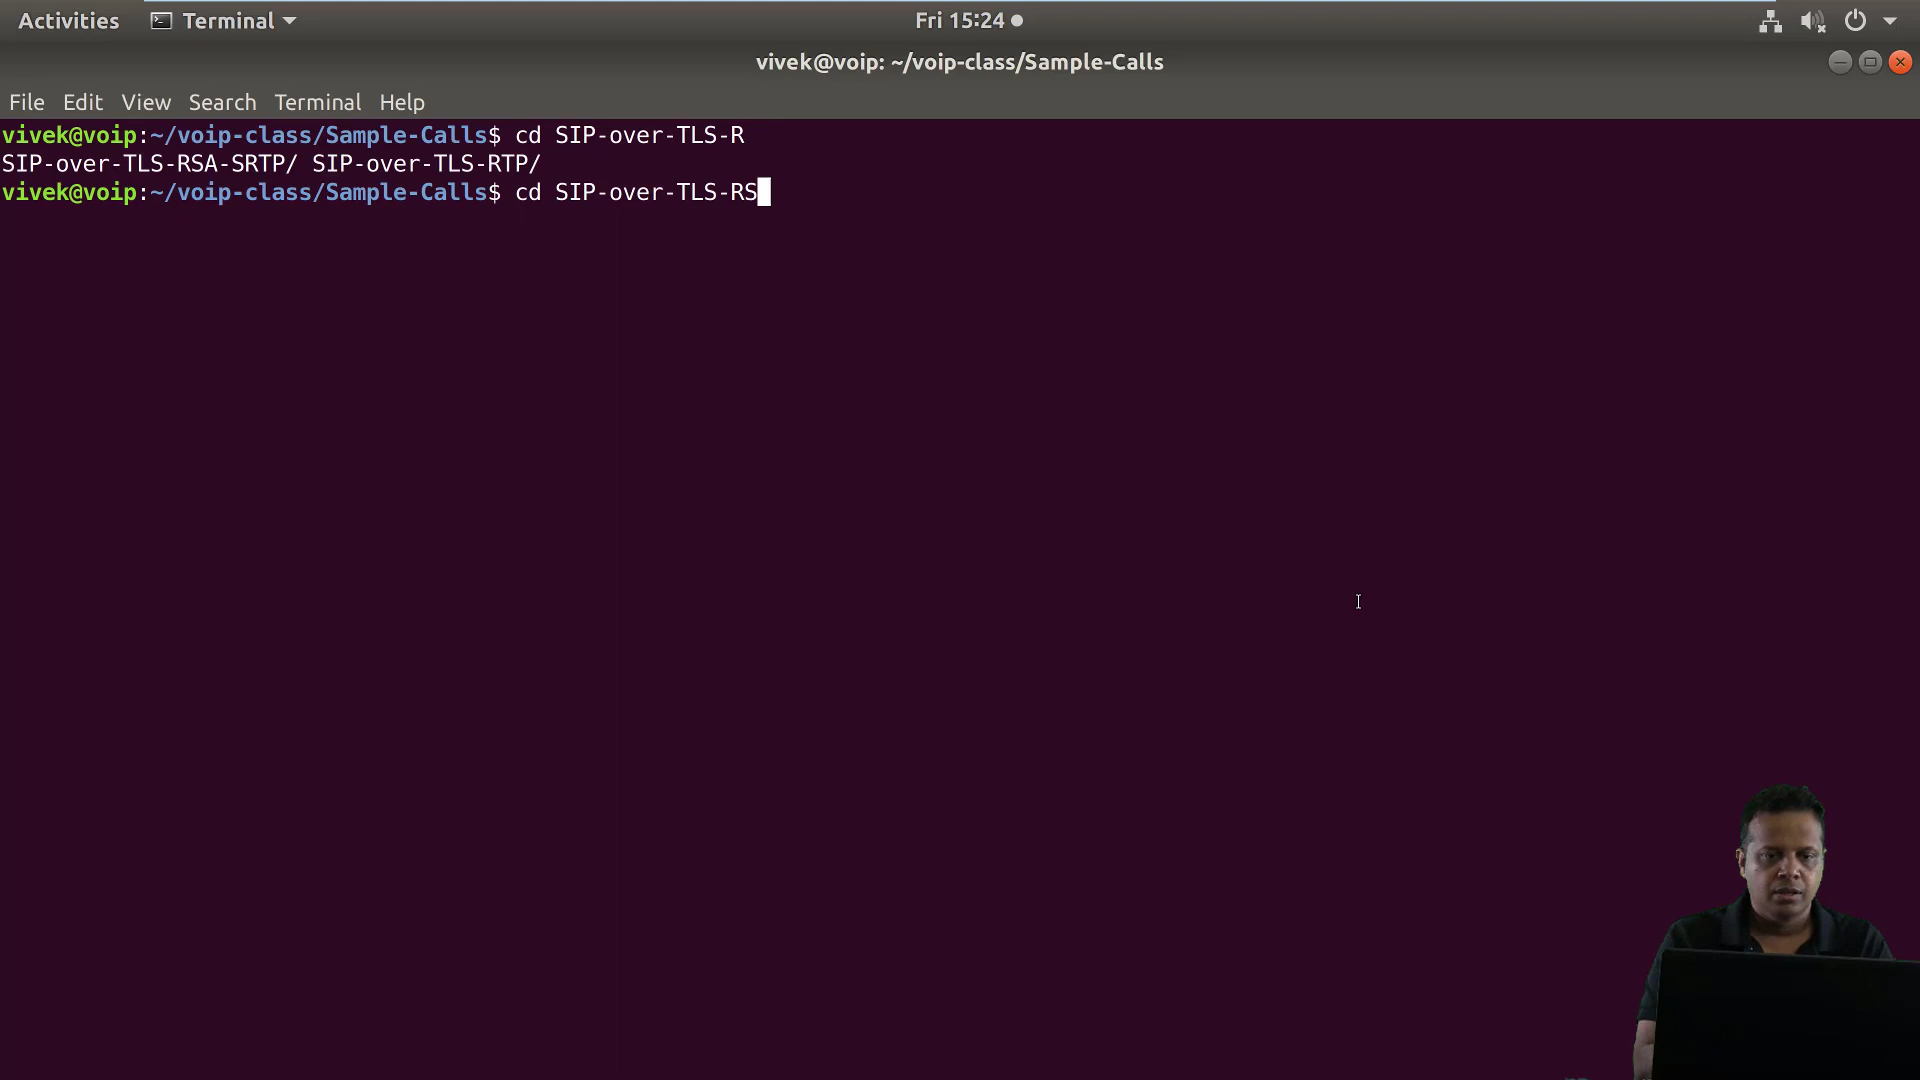 Activities Terminal Fri 15:24
vivek@voip: ~/voip-class/Sample-Calls
File Edit View Search Terminal Help
vivek@voip:~/voip-class/Sample-Calls$ cd SIP-over-TLS-R
SIP-over-TLS-RSA-SRTP/ SIP-over-TLS-RTP/
vivek@voip:~/voip-class/Sample-Calls$ cd SIP-over-TLS-RS